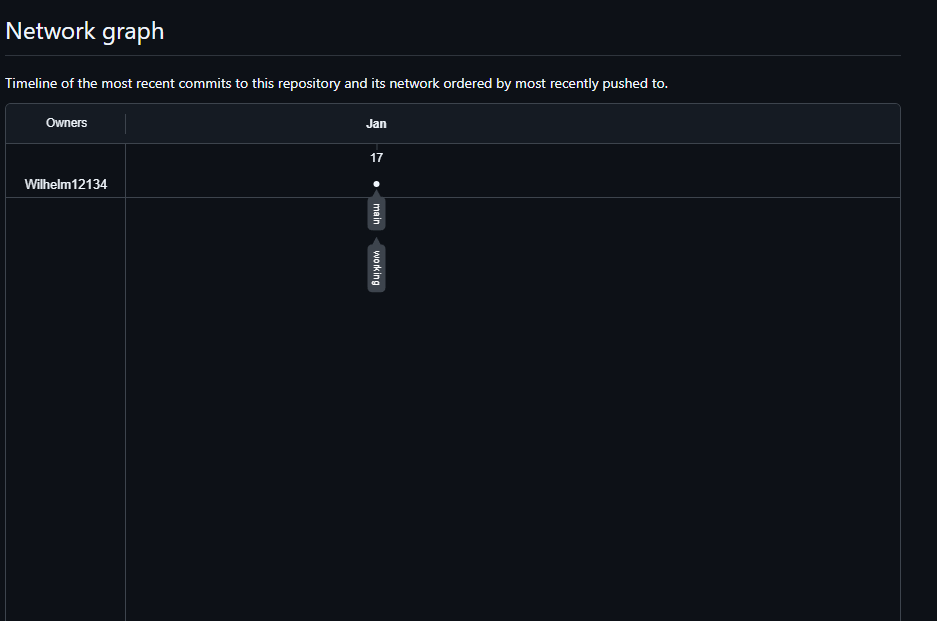 Network graph
Timeline of the most recent commits to this repository and its network ordered by most recently pushed to.
Owners
Jan
17
Wilhelm12134
main
working